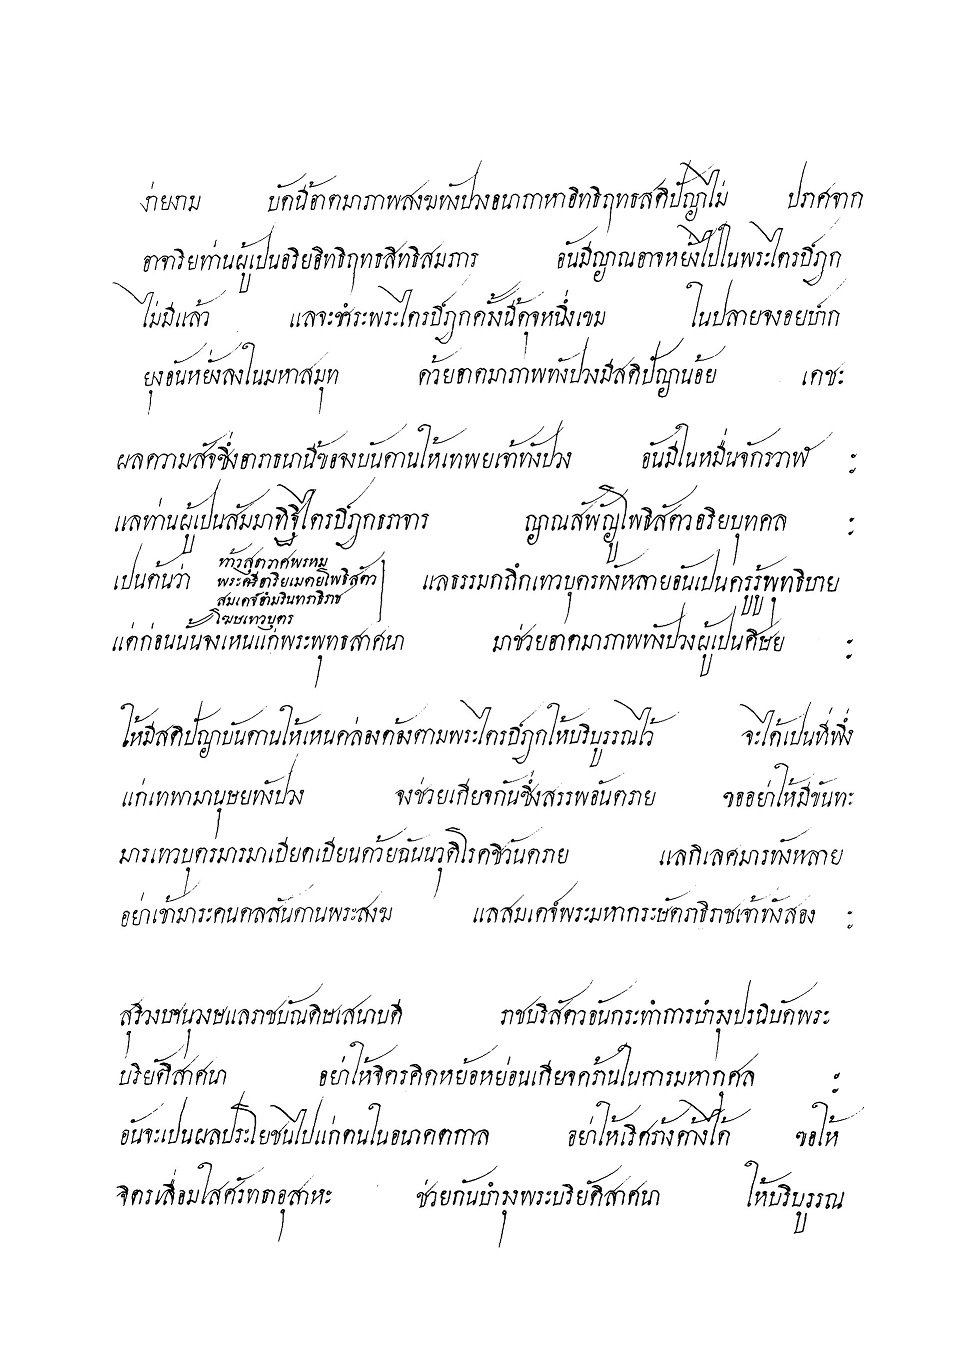 ง่ายงาม บัดนี้อาตมาภาพสงฆทังปวงอนาถาหาอิทธิฤทธสติปัญาไม่ ปราศจาก
อาจาริยท่านผู้เปนอริยอิทธิฤทธสิทธิสมภาร อันมีญาณอาจหยั่งไปในพระไตรปิฎก
ไม่มีแล้ว แลจะชำระพระไตรปิฎกครั้งนี้ดุจหนึ่งเขม ในปลายจงอยปาก
ยุงอันหยั่งลงในมหาสมุท ด้วยอาตมาภาพทังปวงมีสติปัญาน้อย เดชะ
ผลความสัจซึ่งอาราธนานี้ขอจงบันดานให้เทพยเจ้าทังปวง อันมีในหมื่นจักรวาฬ ะ
แลท่านผู้เปนสัมมาทิฐิไตรปิฎกธราจาร ญาณสัพัญูโพธิสัตวอริยบุทคล ะ
เปนต้นว่า ท้าวสุธาวาศพรหม
พระศรีอาริยเมตยโพธิสัตว
สมเดจ์อำมรินทราธิราช
โฆษเทวบุตร
แลธรรมกถึกเทวบุตรทังหลายอันเปนครูรู้พุทธิบาย
แต่ก่อนนนั้นจงเหนแก่พระพุทธสาศนา มาช่วยอาตมาภาพทังปวงผู้เปนศิษย ะ
ให้มีสติปัญาบันดานให้เหนคล่องต้องตามพระไตรปิฎกให้บริบูรรณไว้ จะได้เปนที่พึ่ง
แก่เทพามานุษยทังปวง จงช่วยเกียจกันซึ่งสรรพอันตราย ขออย่าให้มีขันทะ
มารเทวบุตรมารมาเบียดเบียนด้วยฉันนวุติโรคชีวันตราย แลกิเลศมารทังหลาย
อย่าเข้ามาระคนดลสันดานพระสงฆ แลสมเดจ์พระมหากระษัตราธิราชเจ้าทังสอง ะ
สุริวงษานุวงษแลราชบัณดิษเสนาบดี ราชบริสัตวอันกระทำการบำรุงปรนิบัดพระ
บริยัติสาศนา อย่าให้จิตรคิดหย้อหย่อนเกียจคร้านในการมหากุศล ะ
อันจะเปนผลประโยชนไปแก่ตนในอนาคตกาล อย่าให้เริศร้างค้างได้ ขอให้
จิตรเลื่อมใสศรัทธาอุสาหะ ช่วยกันบำรุงพระบริยัติสาศนา ให้บริบูรรณ